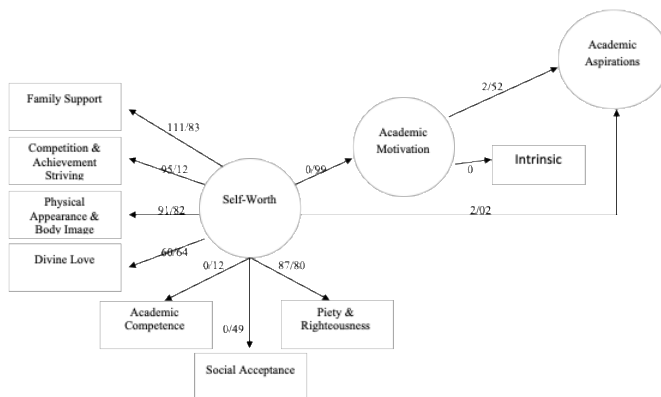 Academic
Aspirations
2/52
Family Support
111/83
Academic
Motivation
Competition &
Achievement
Striving
95/12
0/99
0
Intrinsic
Self-Worth
Physical
Appearance &
Body Image
91/82
2/02
Divine Love
60/64
0/12
87/80
Academic
Competence
0/49
Piety &
Righteousness
Social Acceptance